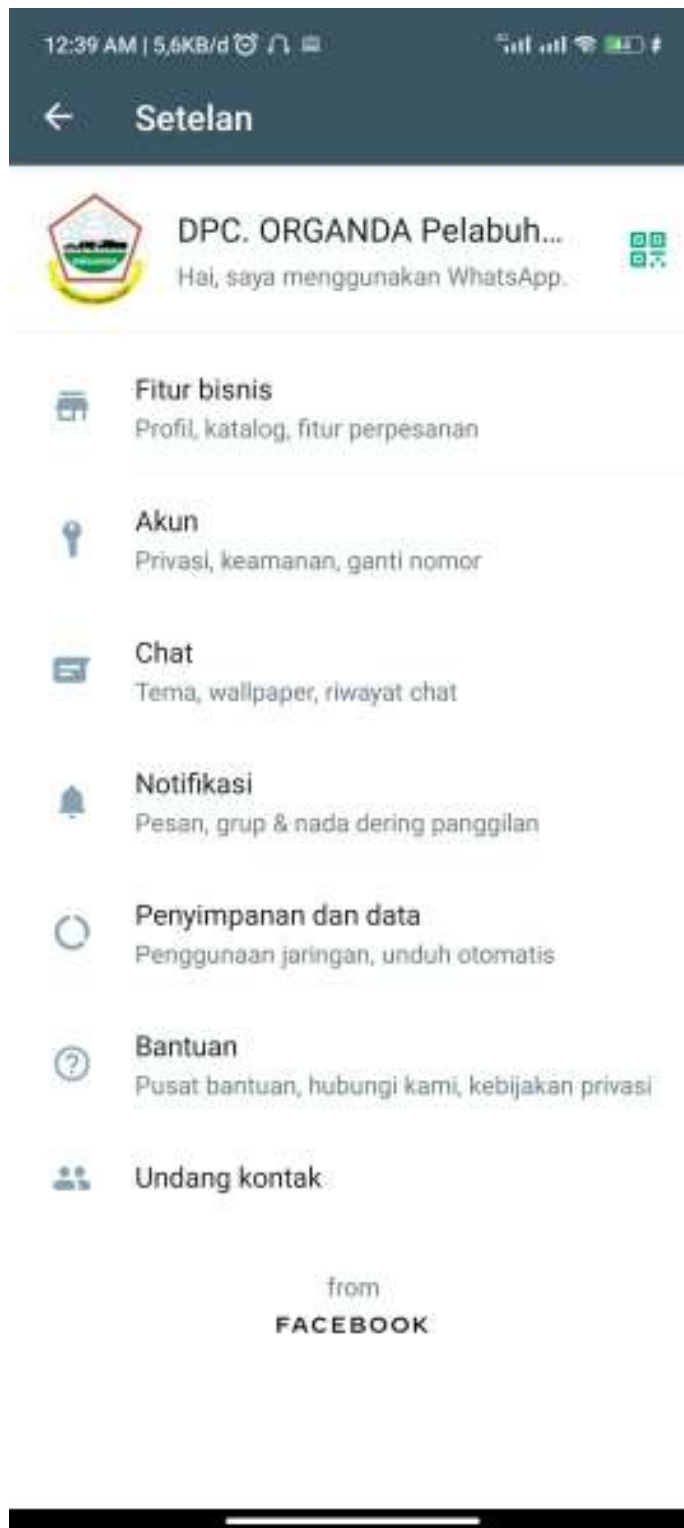 12:39 AM | 5,6KB/d
Setelan
DPC. ORGANDA Pelabuh...
Hai, saya menggunakan WhatsApp.
Fitur bisnis
Profil, katalog, fitur perpesanan
Akun
Privasi, keamanan, ganti nomor
Chat
Tema, wallpaper, riwayat chat
Notifikasi
Pesan, grup & nada dering panggilan
Penyimpanan dan data
Penggunaan jaringan, unduh otomatis
Bantuan
Pusat bantuan, hubungi kami, kebijakan privasi
Undang kontak
from
FACEBOOK